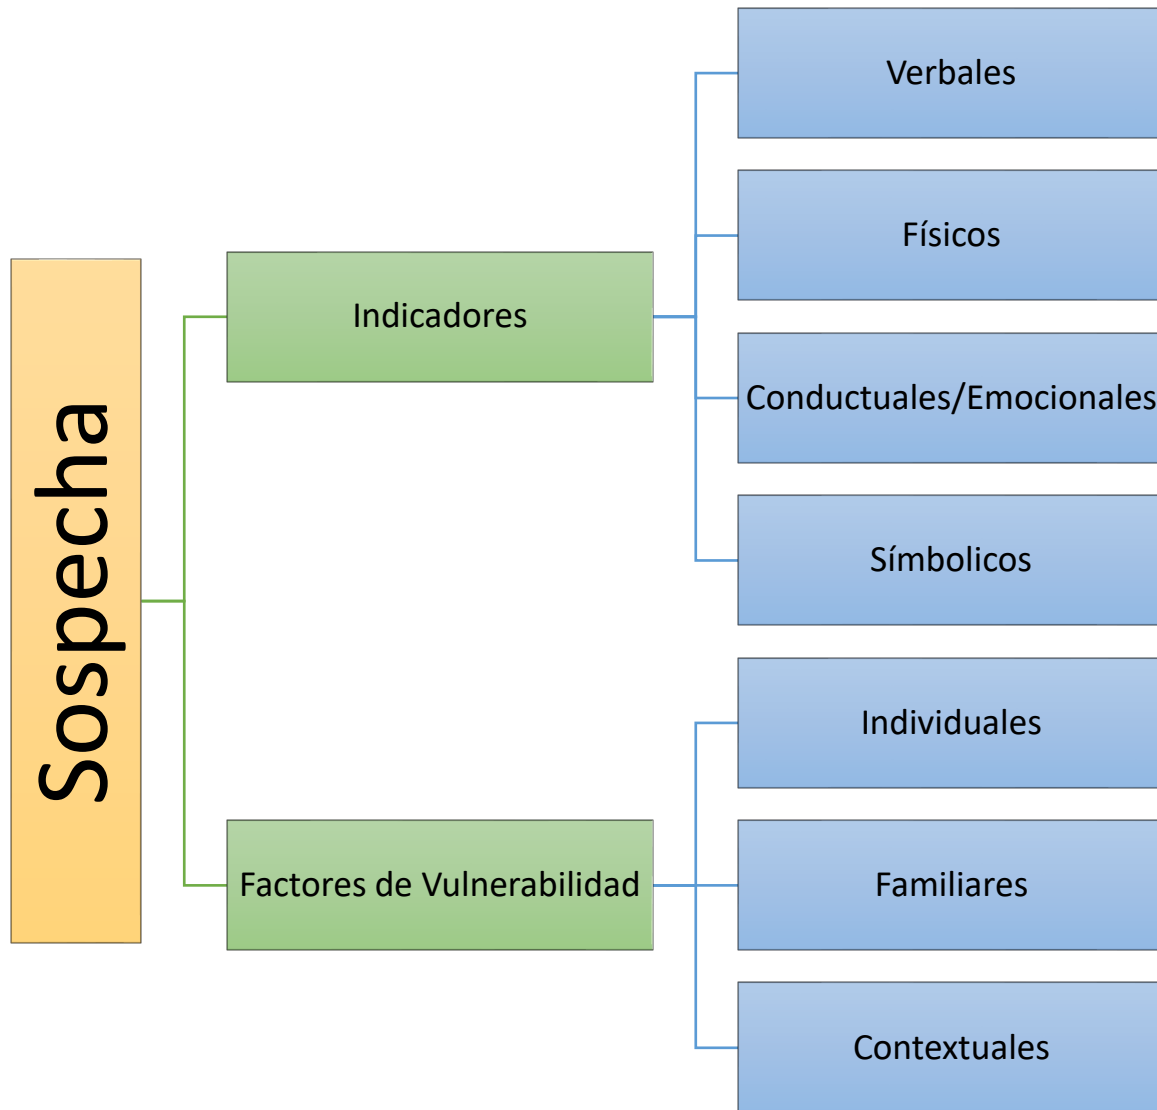 Sospecha
Indicadores
Verbales
Físicos
Conductuales/Emocionales
Símbolicos
Factores de Vulnerabilidad
Individuales
Familiares
Contextuales